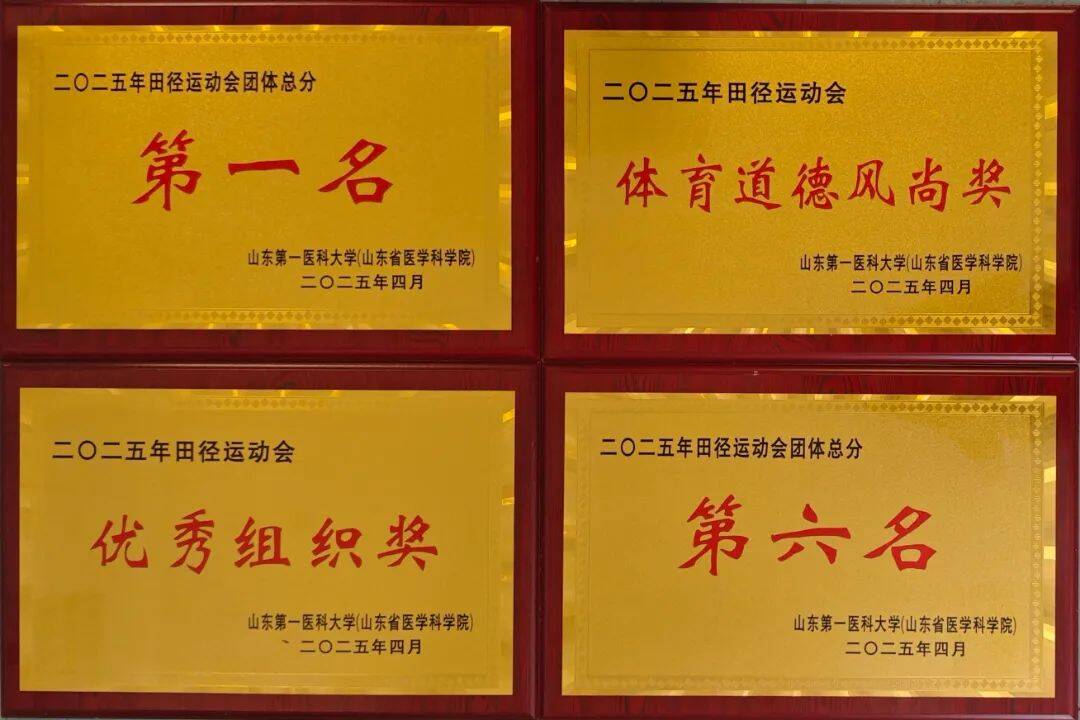 二〇二五年田径运动会团体总分
第一名
山东第一医科大学(山东省医学科学院)
二〇二五年四月
二〇二五年田径运动会
体育道德风尚奖
山东第一医科大学(山东省医学科学院)
二〇二五年四月
二〇二五年田径运动会
优秀组织奖
山东第一医科大学(山东省医学科学院)
二〇二五年四月
二〇二五年田径运动会团体总分
第六名
山东第一医科大学(山东省医学科学院)
二〇二五年四月